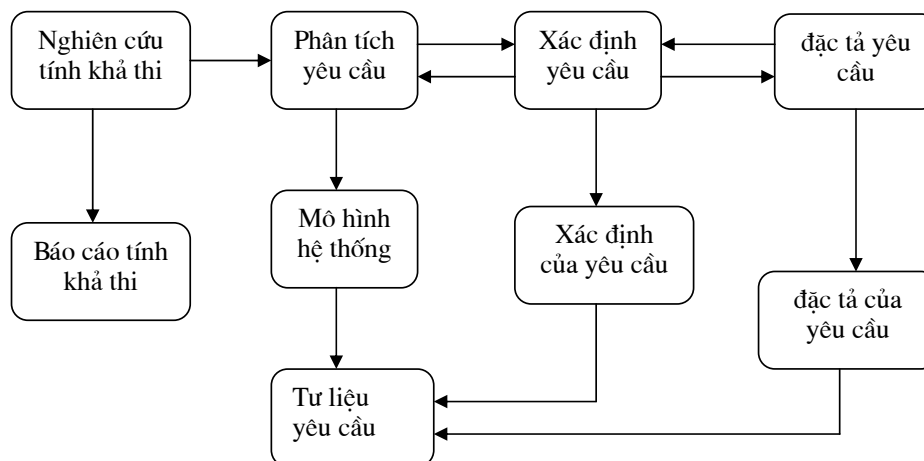 Nghiên cứu
tính khả thi
Phân tích
yêu cầu
Xác định
yêu cầu
đặc tả yêu
cầu
Báo cáo tính
khả thi
Mô hình
hệ thống
Xác định
của yêu cầu
đặc tả của
yêu cầu
Tư liệu
yêu cầu